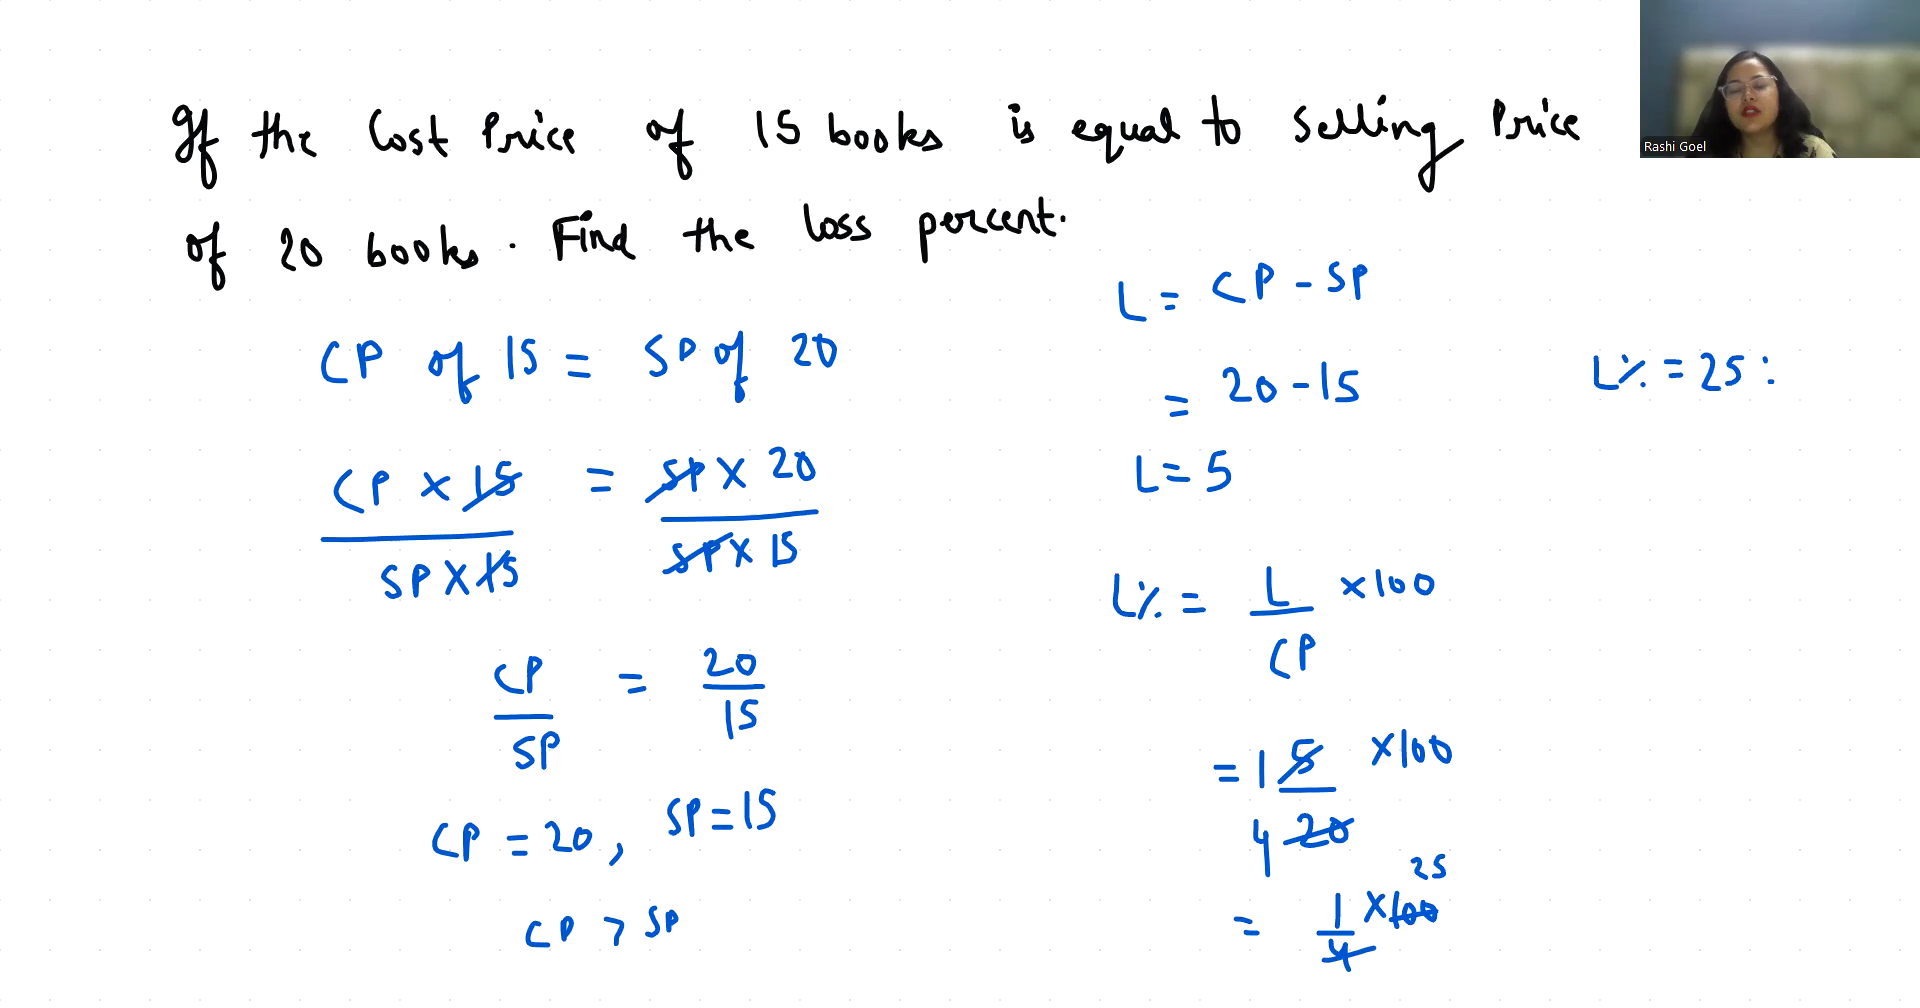 If the Cost Price of 15 books is equal to Selling Price
of 20 books. Find the loss percent.
CP of 15 = SP of 20
CP × 15 = SP × 20
SP × 15 SP × 15
CP = 20
SP 15
CP = 20, SP = 15
CP > SP
L = CP - SP
= 20 - 15
L = 5
L% = L × 100
CP
= 1 5 × 100
4 20
25
= 1 × 100
4
L% = 25 :
Rashi Goel